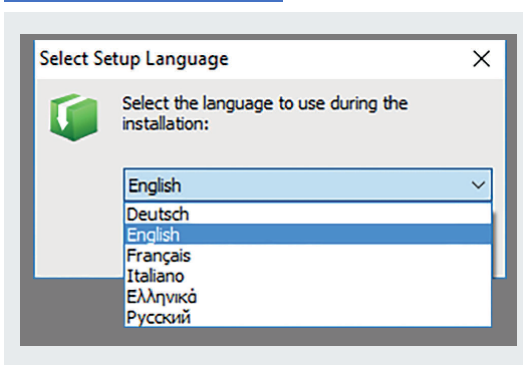 Select Setup Language
Select the language to use during the
installation:
English
Deutsch
English
Français
Italiano
Ελληνικά
Русский